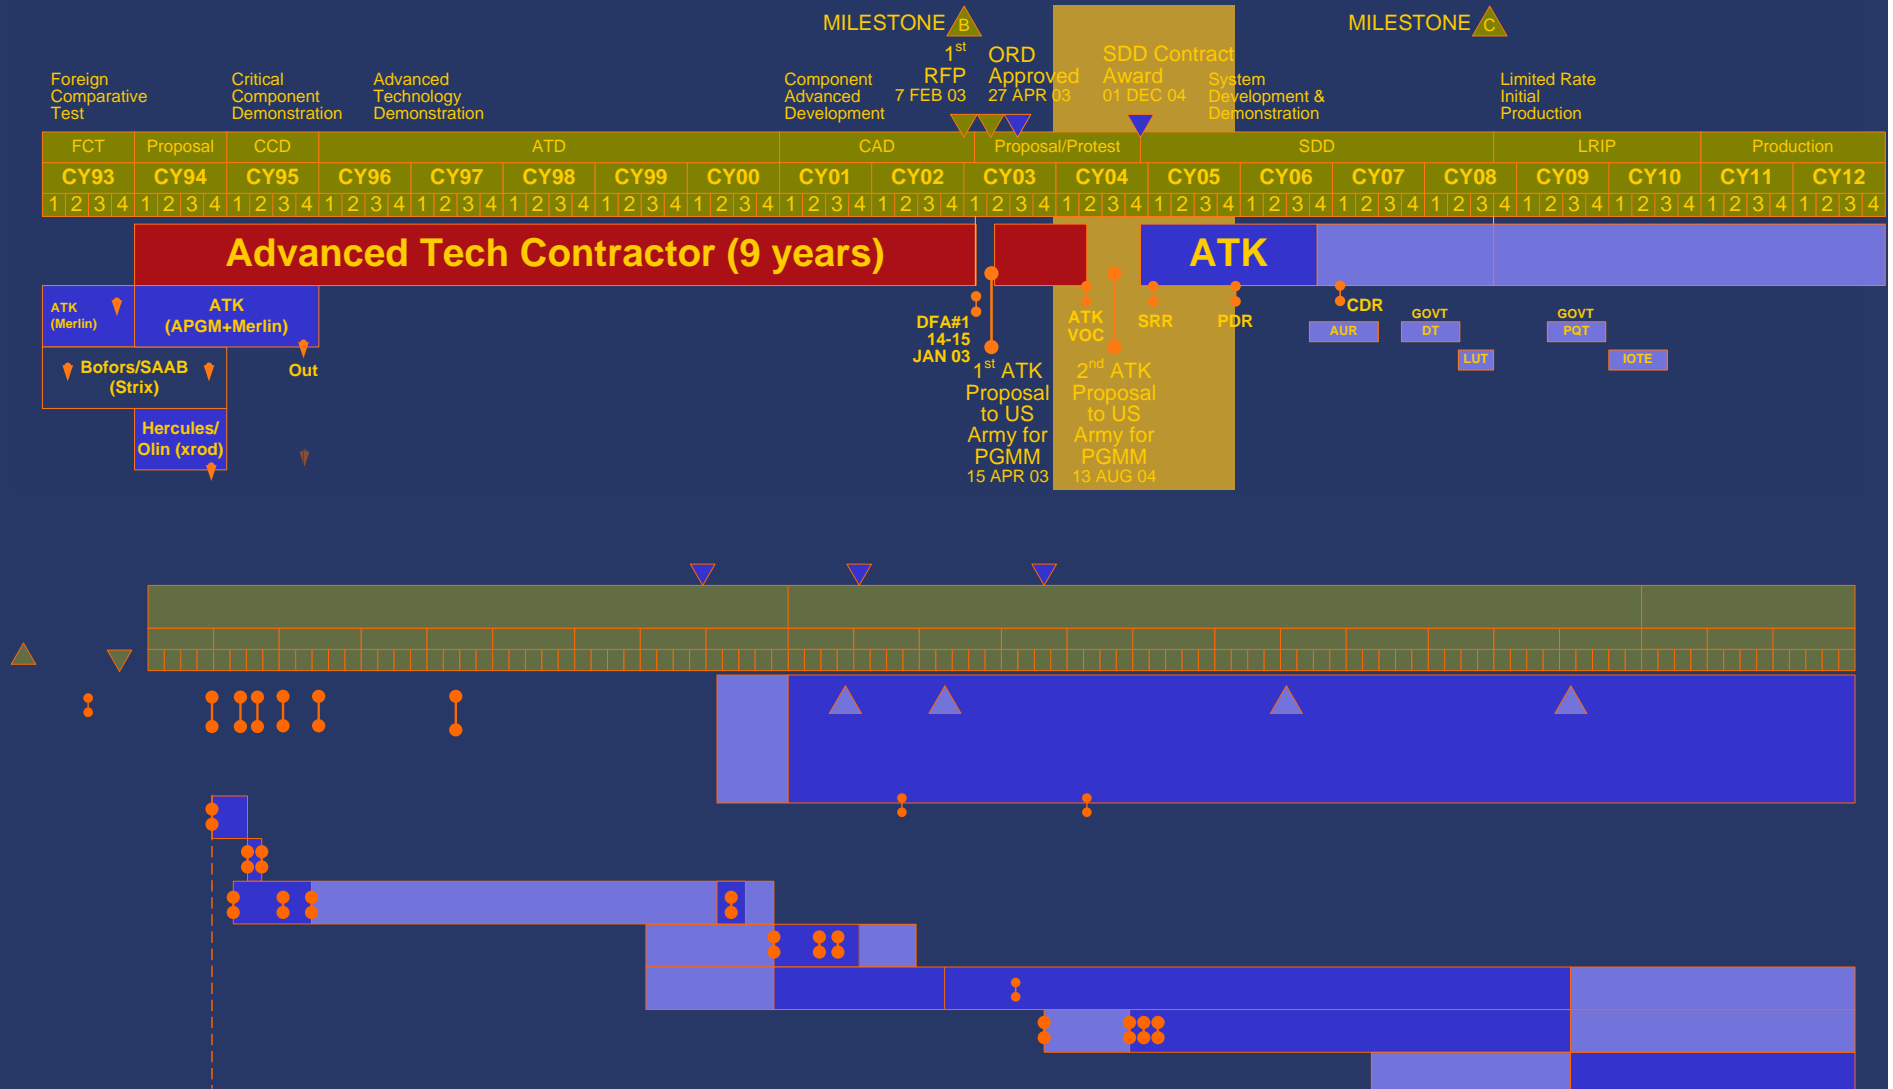 MILESTONE B
MILESTONE C
1st
RFP
7 FEB 03
ORD
Approved
27 APR 03
SDD Contract
Award
01 DEC 04
Foreign
Comparative
Test
Critical
Component
Demonstration
Advanced
Technology
Demonstration
Component
Advanced
Development
System
Development &
Demonstration
Limited Rate
Initial
Production
FCT Proposal CCD ATD CAD Proposal/Protest SDD LRIP Production
CY93 CY94 CY95 CY96 CY97 CY98 CY99 CY00 CY01 CY02 CY03 CY04 CY05 CY06 CY07 CY08 CY09 CY10 CY11 CY12
1 2 3 4 1 2 3 4 1 2 3 4 1 2 3 4 1 2 3 4 1 2 3 4 1 2 3 4 1 2 3 4 1 2 3 4 1 2 3 4 1 2 3 4 1 2 3 4 1 2 3 4 1 2 3 4 1 2 3 4 1 2 3 4 1 2 3 4 1 2 3 4 1 2 3 4 1 2 3 4
Advanced Tech Contractor (9 years)
ATK
ATK
(Merlin)
ATK
(APGM+Merlin)
Out
Bofors/SAAB
(Strix)
Hercules/
Olin (xrod)
DFA#1
14-15
JAN 03
1st ATK
Proposal
to US
Army for
PGMM
15 APR 03
ATK
VOC
2nd ATK
Proposal
to US
Army for
PGMM
13 AUG 04
SRR
PDR
CDR
AUR
GOVT
DT
LUT
GOVT
PQT
IOTE